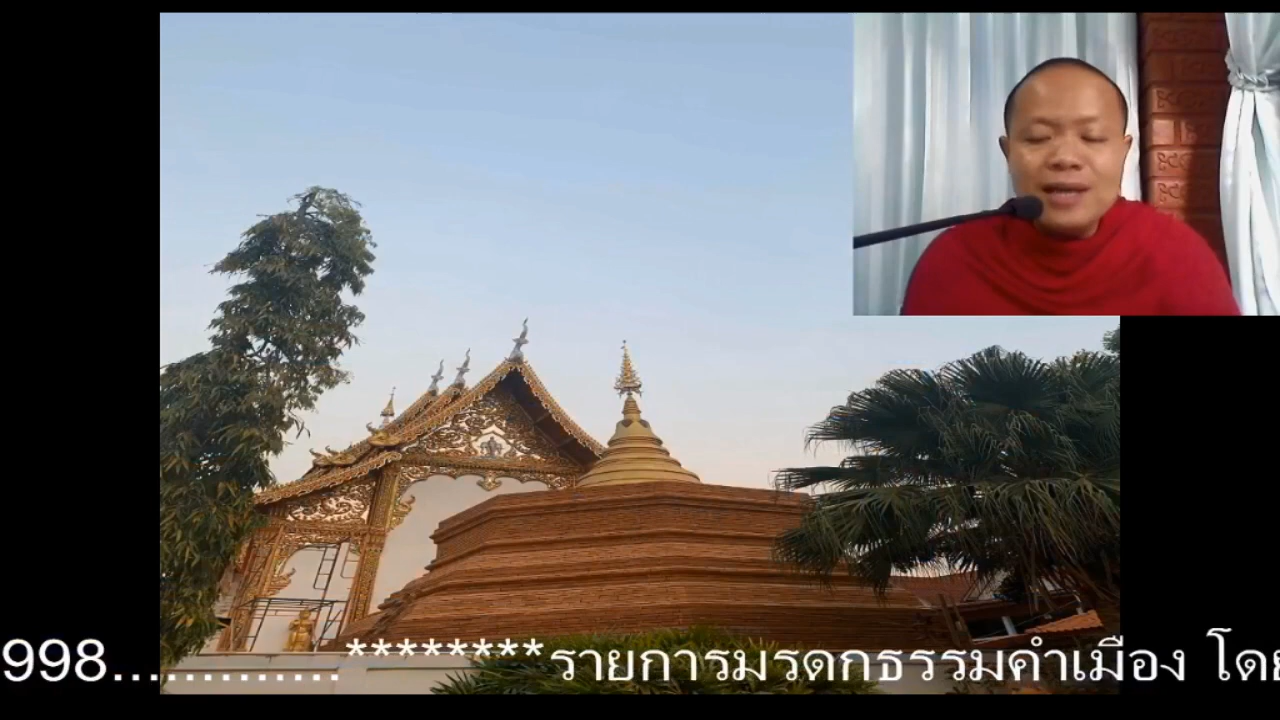 998.............********รายการมรดกธรรมคำเมือง โดย